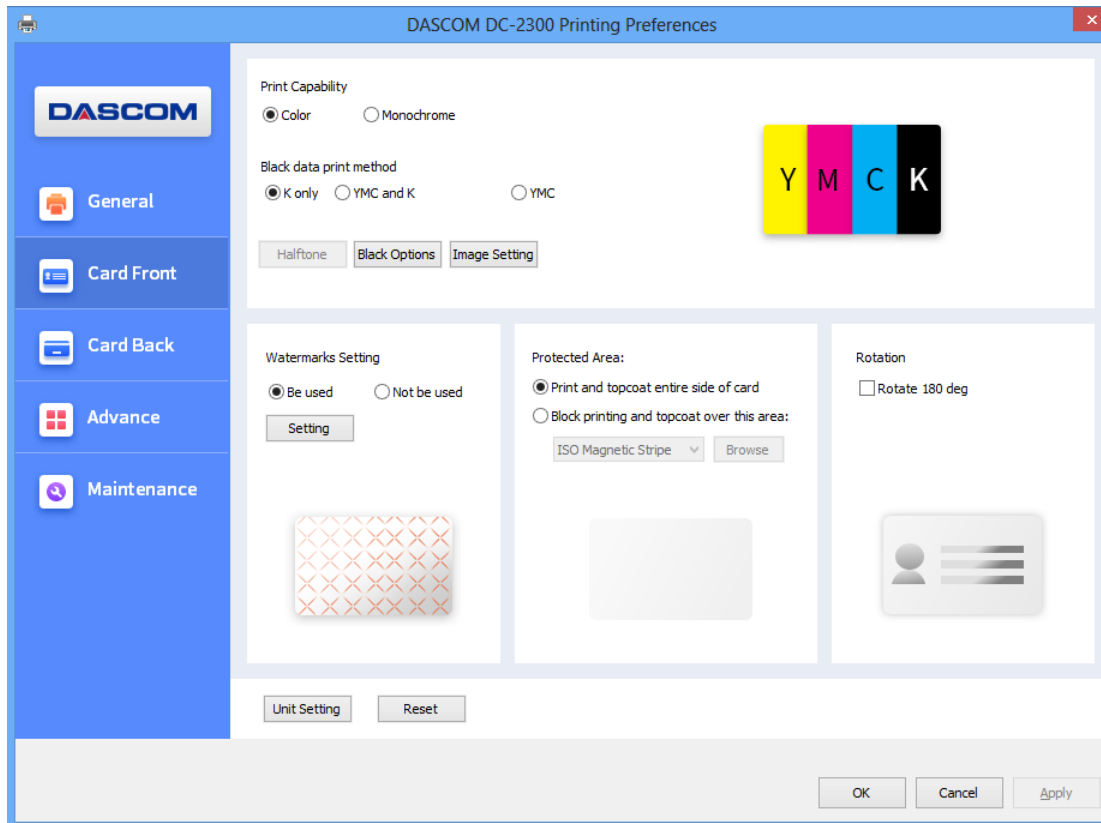 DASCOM DC-2300 Printing Preferences
DASCOM
General
Card Front
Card Back
Advance
Maintenance
Print Capability
Color Monochrome
Black data print method
K only YMC and K YMC
Halftone Black Options Image Setting
Y M C K
Watermarks Setting
Be used Not be used
Setting
Protected Area:
Print and topcoat entire side of card
Block printing and topcoat over this area:
ISO Magnetic Stripe Browse
Rotation
Rotate 180 deg
Unit Setting Reset
OK Cancel Apply